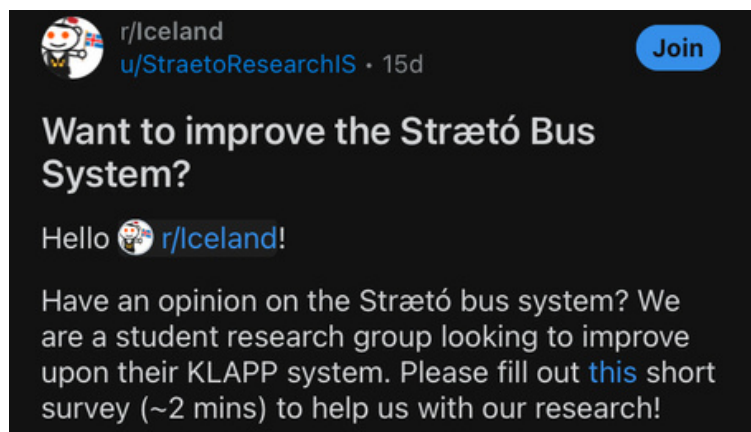 r/Iceland
u/StraetoResearchIS • 15d
Join
Want to improve the Strætó Bus
System?
Hello r/Iceland!
Have an opinion on the Strætó bus system? We
are a student research group looking to improve
upon their KLAPP system. Please fill out this short
survey (~2 mins) to help us with our research!